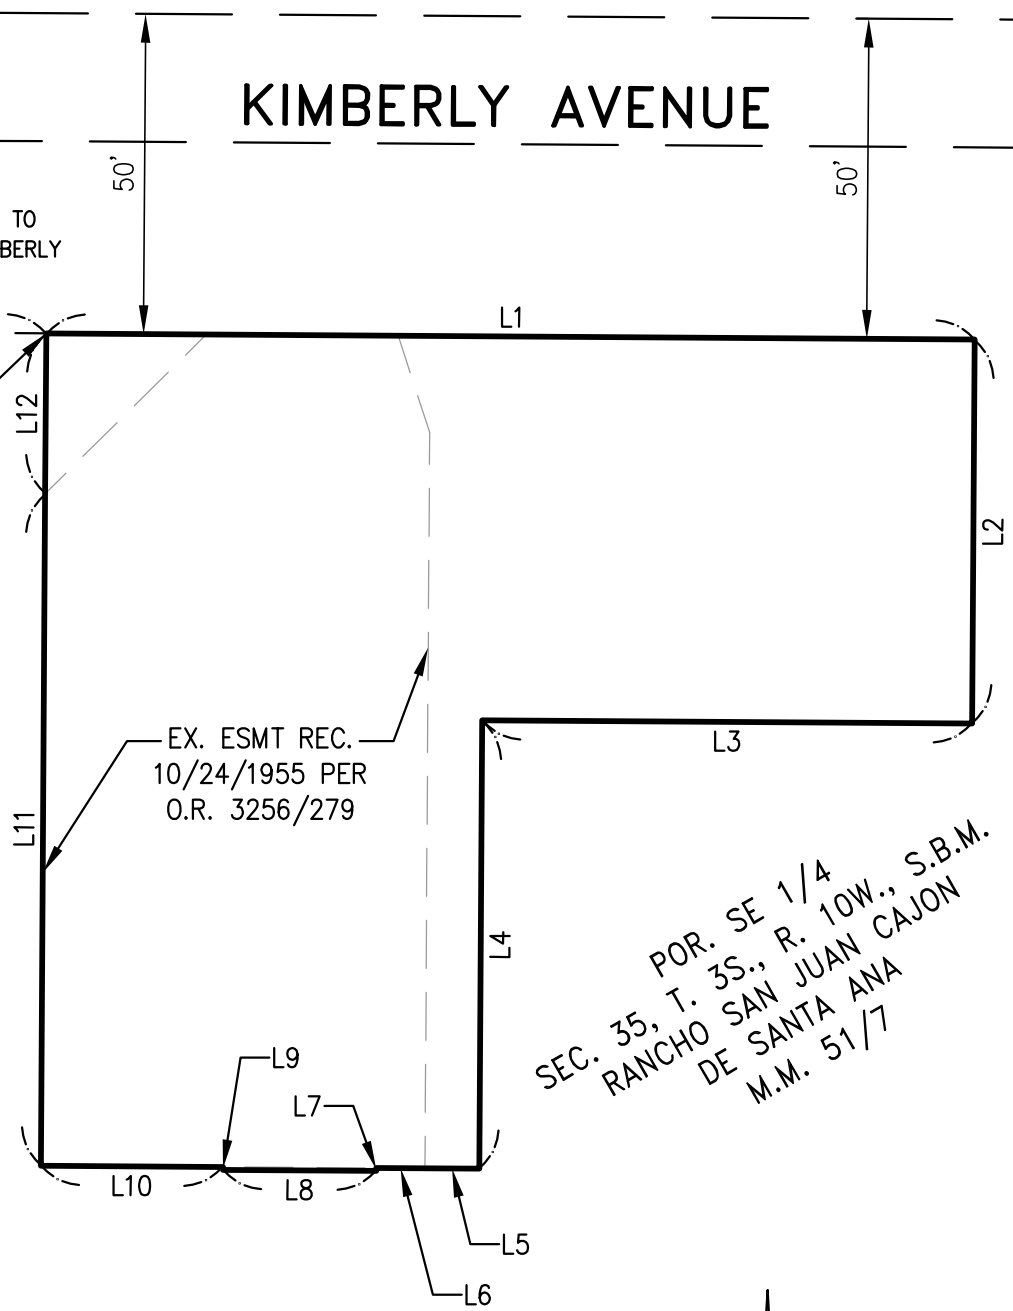 KIMBERLY AVENUE
50'
50'
TO
BERLY
L1
L12
L2
EX. ESMT REC.
10/24/1955 PER
O.R. 3256/279
L3
L11
L4
POR. SE 1/4
SEC. 35, T. 3S., R. 10W., S.B.M.
RANCHO SAN JUAN CAJON
DE SANTA ANA
M.M. 51/7
L9
L7
L10
L8
L5
L6